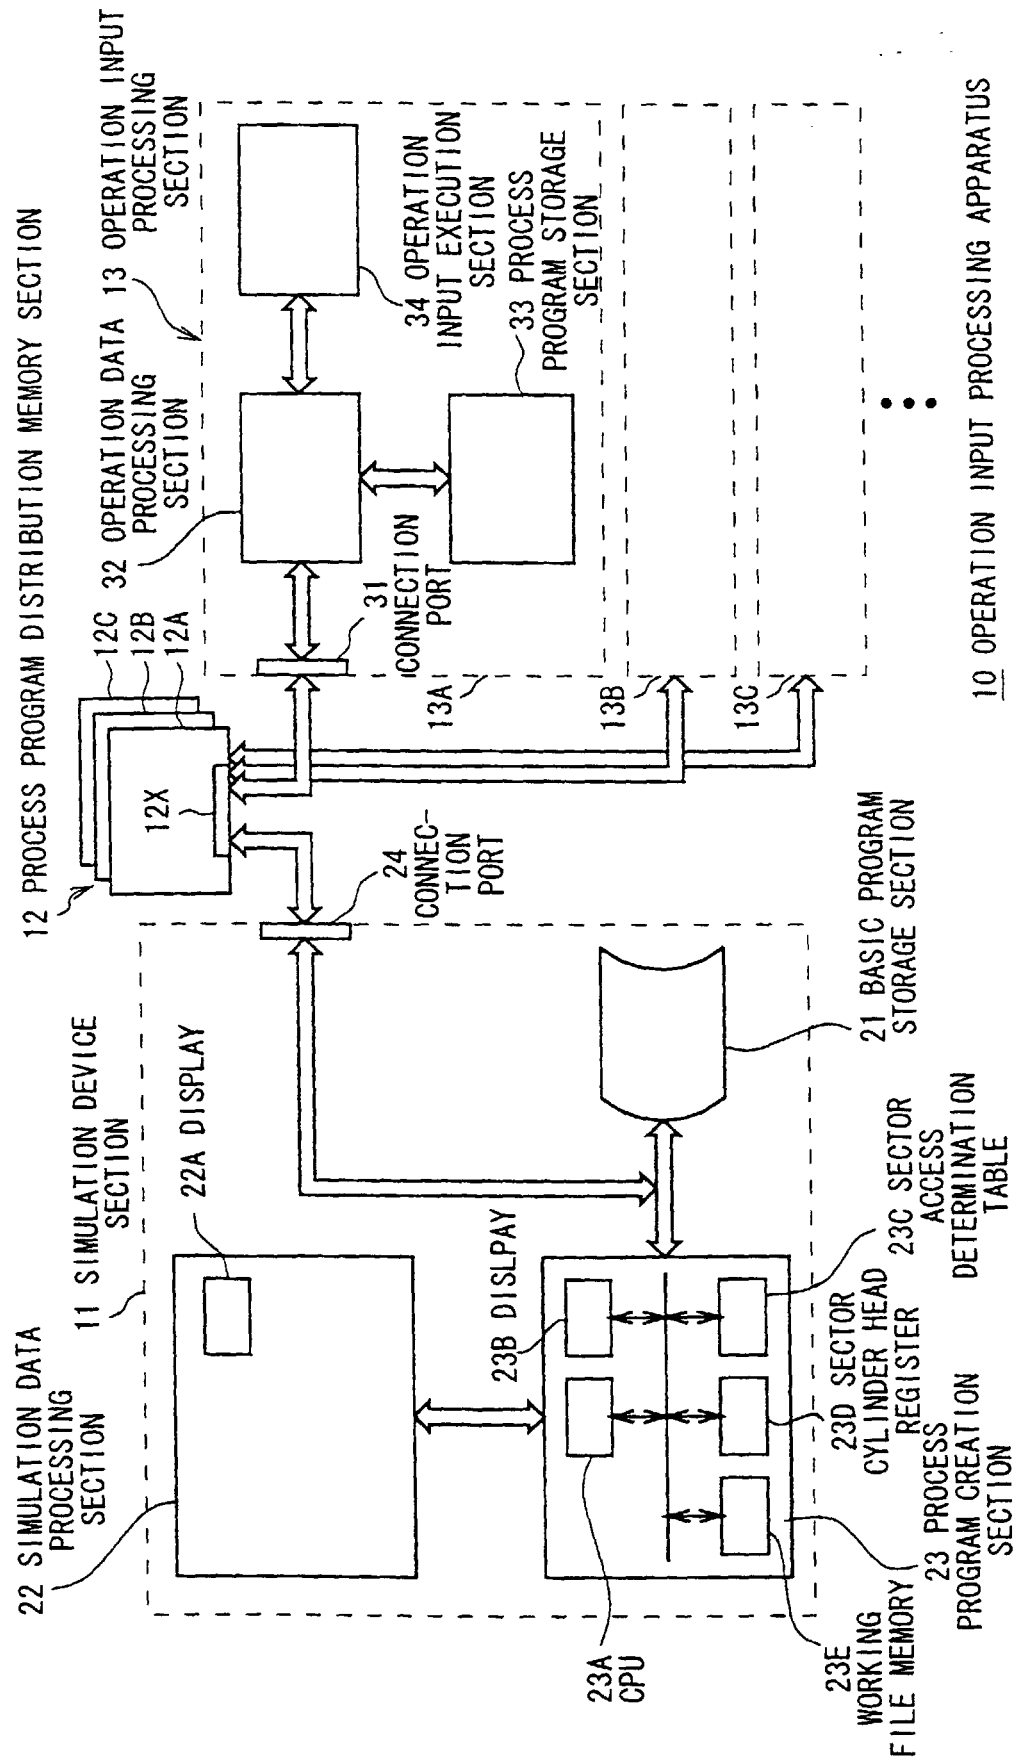 12 PROCESS PROGRAM DISTRIBUTION MEMORY SECTION
22 SIMULATION DATA
PROCESSING
SECTION
11 SIMULATION DEVICE
SECTION
22A DISPLAY
12
12C
12B
12A
12X
32 OPERATION DATA
PROCESSING
SECTION
13 OPERATION INPUT
PROCESSING
SECTION
24
CONNEC-
TION
PORT
31
CONNECTION
PORT
34 OPERATION
INPUT EXECUTION
SECTION
33 PROCESS
PROGRAM STORAGE
SECTION
13A
13B
13C
23B DISLPAY
23A
CPU
21 BASIC PROGRAM
STORAGE SECTION
23C SECTOR
ACCESS
DETERMINATION
TABLE
23D SECTOR
CYLINDER HEAD
REGISTER
23E
WORKING
FILE MEMORY
23 PROCESS
PROGRAM CREATION
SECTION
10 OPERATION INPUT PROCESSING APPARATUS